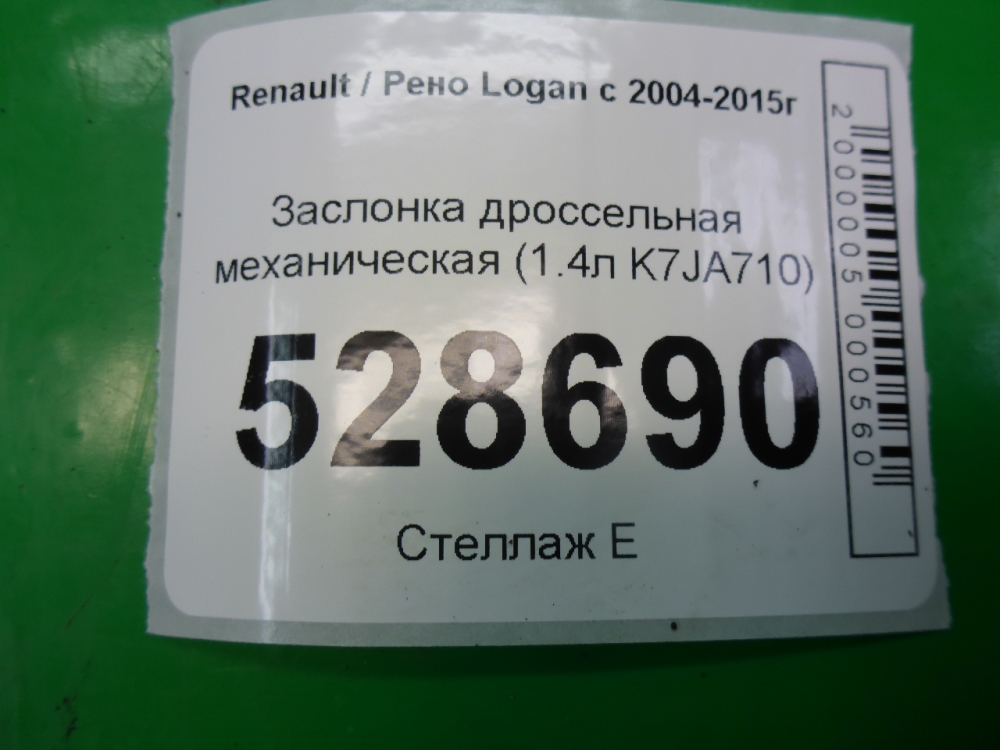 Renault / Рено Logan с 2004-2015г
Заслонка дроссельная
механическая (1.4л K7JA710)
528690
Стеллаж Е
2000005000560